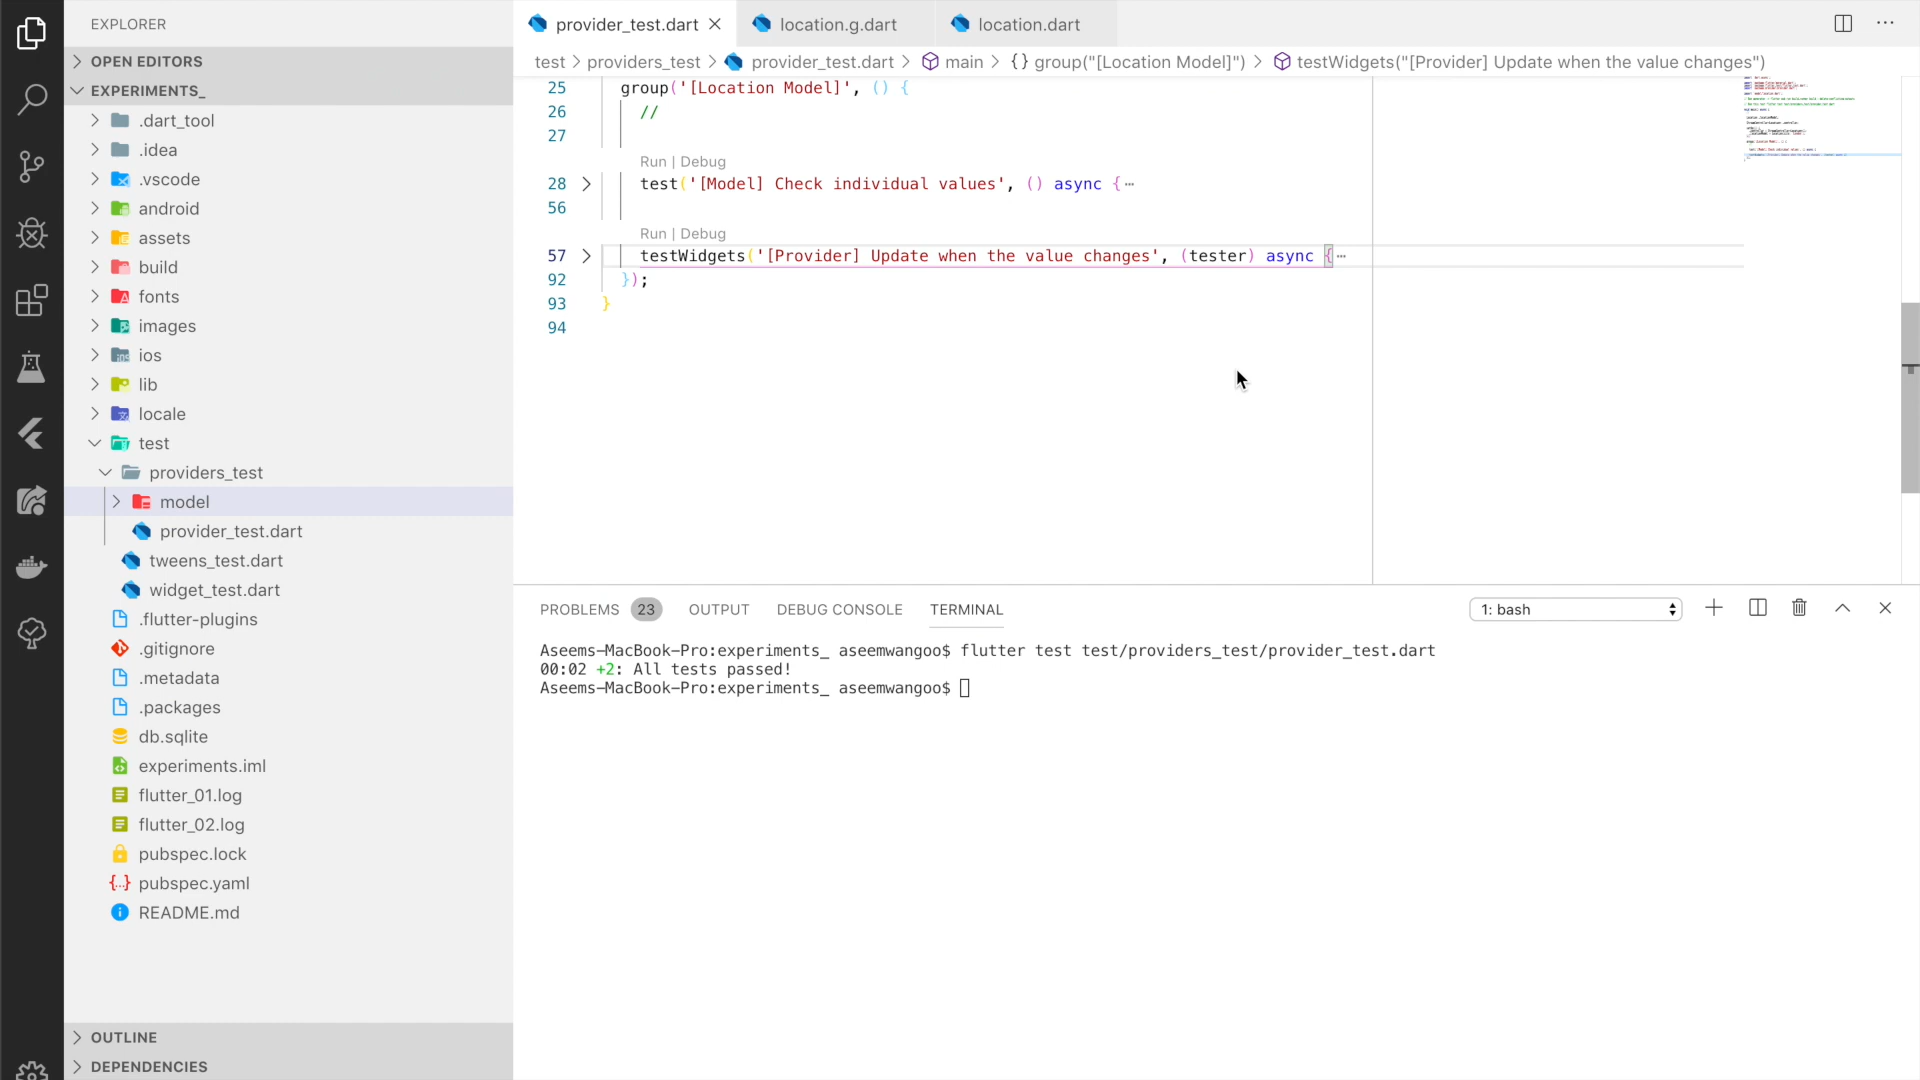 EXPLORER
OPEN EDITORS
EXPERIMENTS_
.dart_tool
.idea
.vscode
android
assets
build
fonts
images
ios
lib
locale
test
providers_test
model
provider_test.dart
tweens_test.dart
widget_test.dart
.flutter-plugins
.gitignore
.metadata
.packages
db.sqlite
experiments.iml
flutter_01.log
flutter_02.log
pubspec.lock
pubspec.yaml
README.md
OUTLINE
DEPENDENCIES
provider_test.dart
location.g.dart
location.dart
test > providers_test > provider_test.dart > main > {} group("[Location Model]") > testWidgets("[Provider] Update when the value changes")
25 group('[Location Model]', () {
26 //
27
Run | Debug
28 test('[Model] Check individual values', () async {⋯
56
Run | Debug
57 testWidgets('[Provider] Update when the value changes', (tester) async {⋯
92 });
93 }
94
PROBLEMS 23 OUTPUT DEBUG CONSOLE TERMINAL 1: bash
Aseems-MacBook-Pro:experiments_ aseemwangoo$ flutter test test/providers_test/provider_test.dart
00:02 +2: All tests passed!
Aseems-MacBook-Pro:experiments_ aseemwangoo$